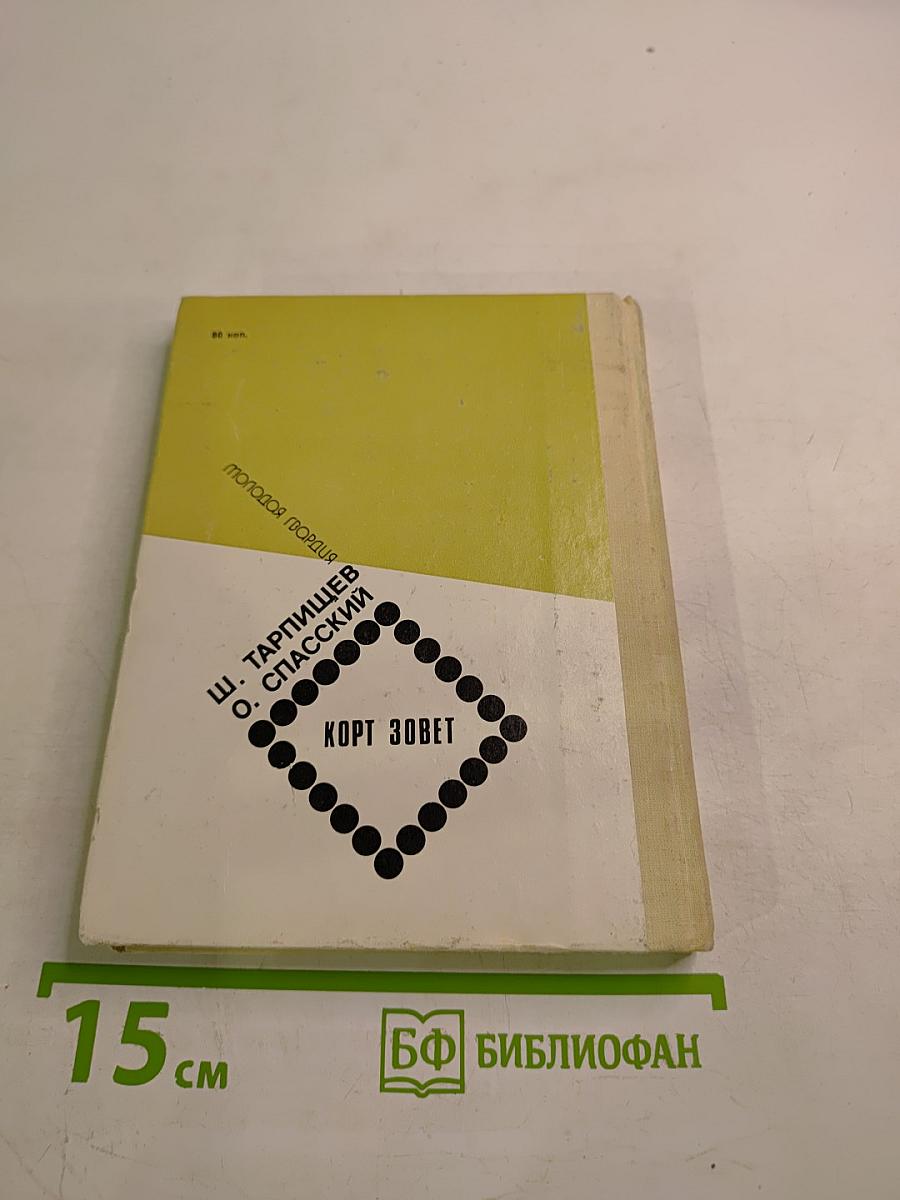 80 коп.
МОЛОДАЯ ГВАРДИЯ
Ш. ТАРПИЩЕВ
О. СПАССКИЙ
КОРТ ЗОВЕТ
15 см
БФ БИБЛИОФАН